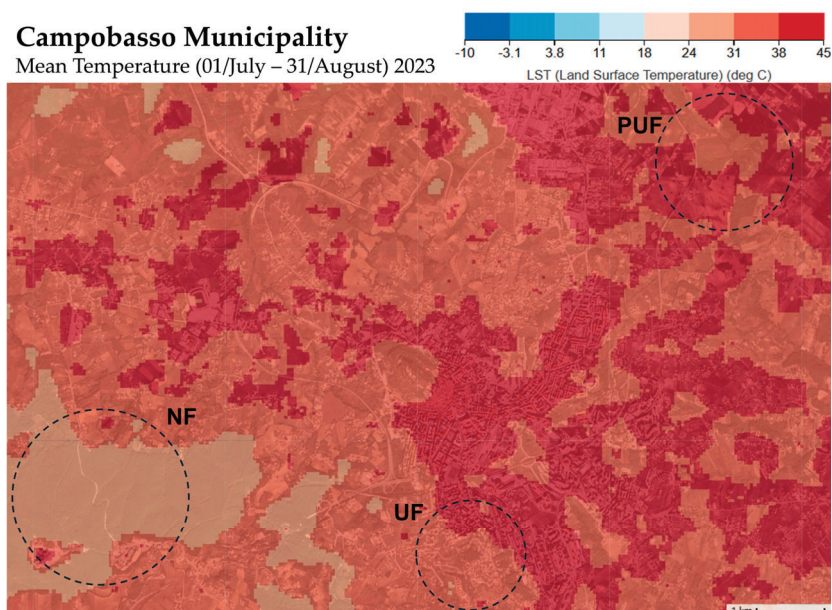 Campobasso Municipality
Mean Temperature (01/July – 31/August) 2023
-10 -3.1 3.8 11 18 24 31 38 45
LST (Land Surface Temperature) (deg C)
PUF
NF
UF